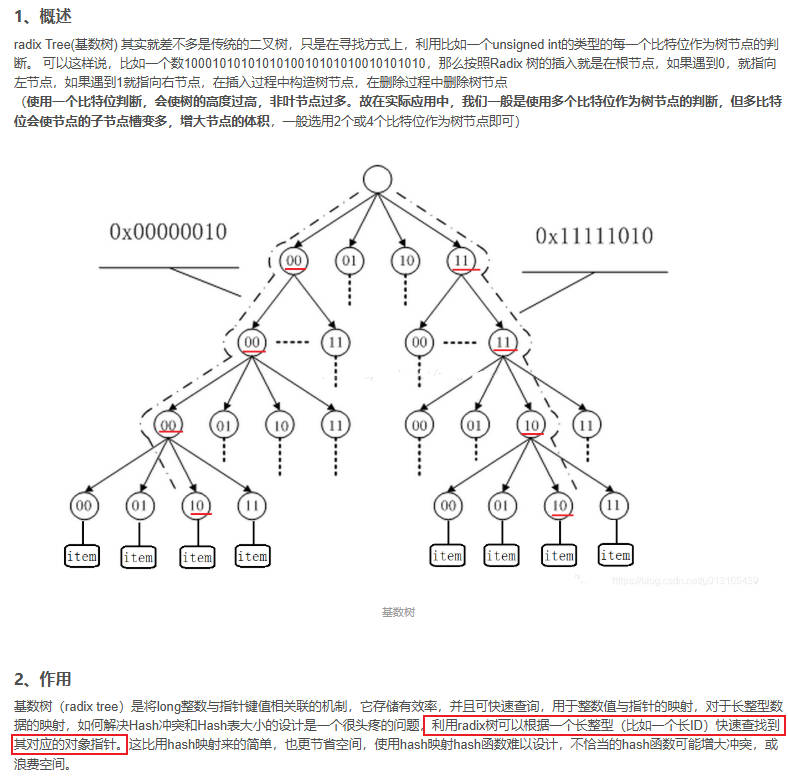 1、概述
radix Tree(基数树) 其实就差不多是传统的二叉树，只是在寻找方式上，利用比如一个unsigned int的类型的每一个比特位作为树节点的判
断。 可以这样说，比如一个数10001010101010100101010100101010101010，那么按照Radix 树的插入就是在根节点，如果遇到0，就指向
左节点，如果遇到1就指向右节点，在插入过程中构造树节点，在删除过程中删除树节点
（使用一个比特位判断，会使树的高度过高，非叶节点过多。故在实际应用中，我们一般是使用多个比特位作为树节点的判断，但多比特
位会使节点的子节点槽变多，增大节点的体积，一般选用2个或4个比特位作为树节点即可）
0x00000010
0x11111010
00 01 10 11
00 11 00 11
00 01 10 11 00 01 10 11
00 01 10 11 00 01 10 11
item item item item item item item item
基数树
2、作用
基数树（radix tree）是将long整数与指针键值相关联的机制，它存储有效率，并且可快速查询，用于整数值与指针的映射，对于长整型数
据的映射，如何解决Hash冲突和Hash表大小的设计是一个很头疼的问题，利用radix树可以根据一个长整型（比如一个长ID）快速查找到
其对应的对象指针。这比用hash映射来的简单，也更节省空间，使用hash映射hash函数难以设计，不恰当的hash函数可能增大冲突，或
浪费空间。